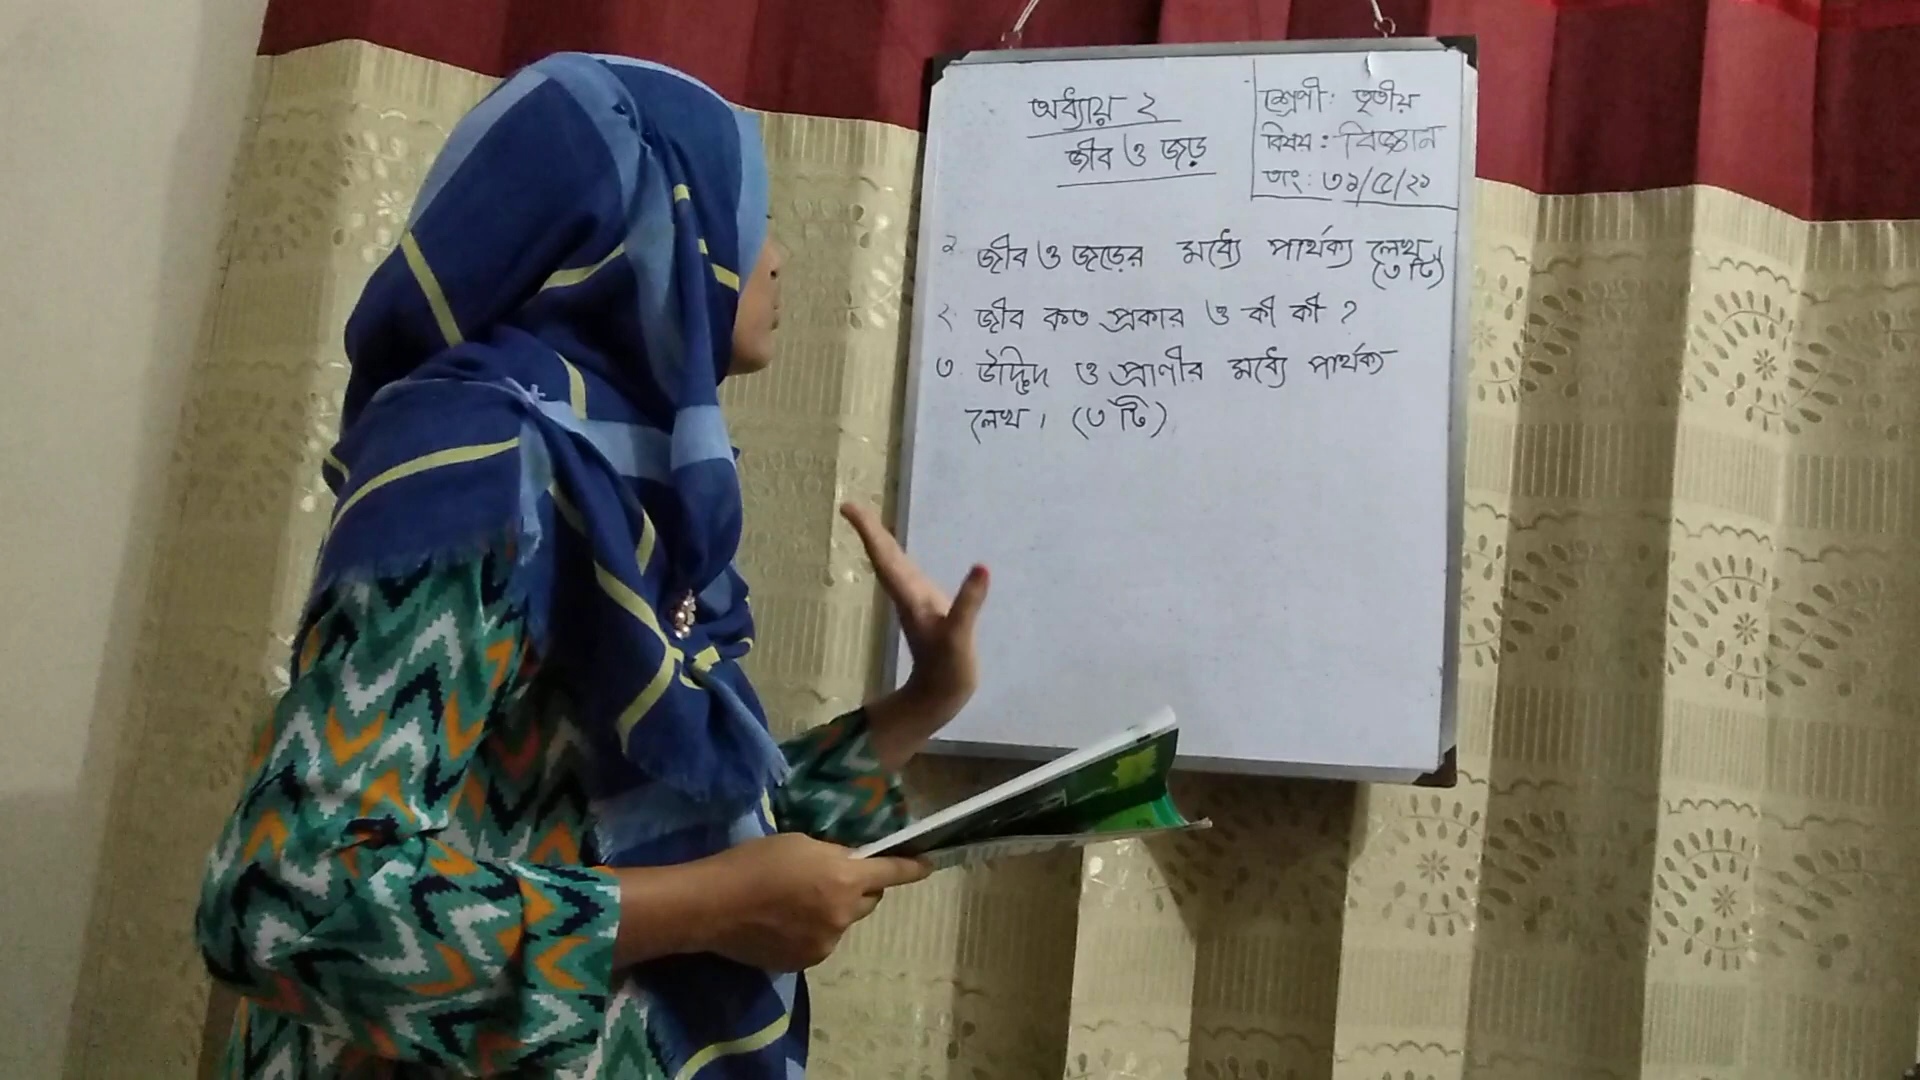 অধ্যায় ২
জীব ও জড়
শ্রেণী: তৃতীয়
বিষয়: বিজ্ঞান
তাং: ৩১/৫/২১
১ জীব ও জড়ের মধ্যে পার্থক্য লেখ। (৩টি)
২. জীব কত প্রকার ও কী কী ?
৩. উদ্ভিদ ও প্রাণীর মধ্যে পার্থক্য
লেখ। (৩টি)